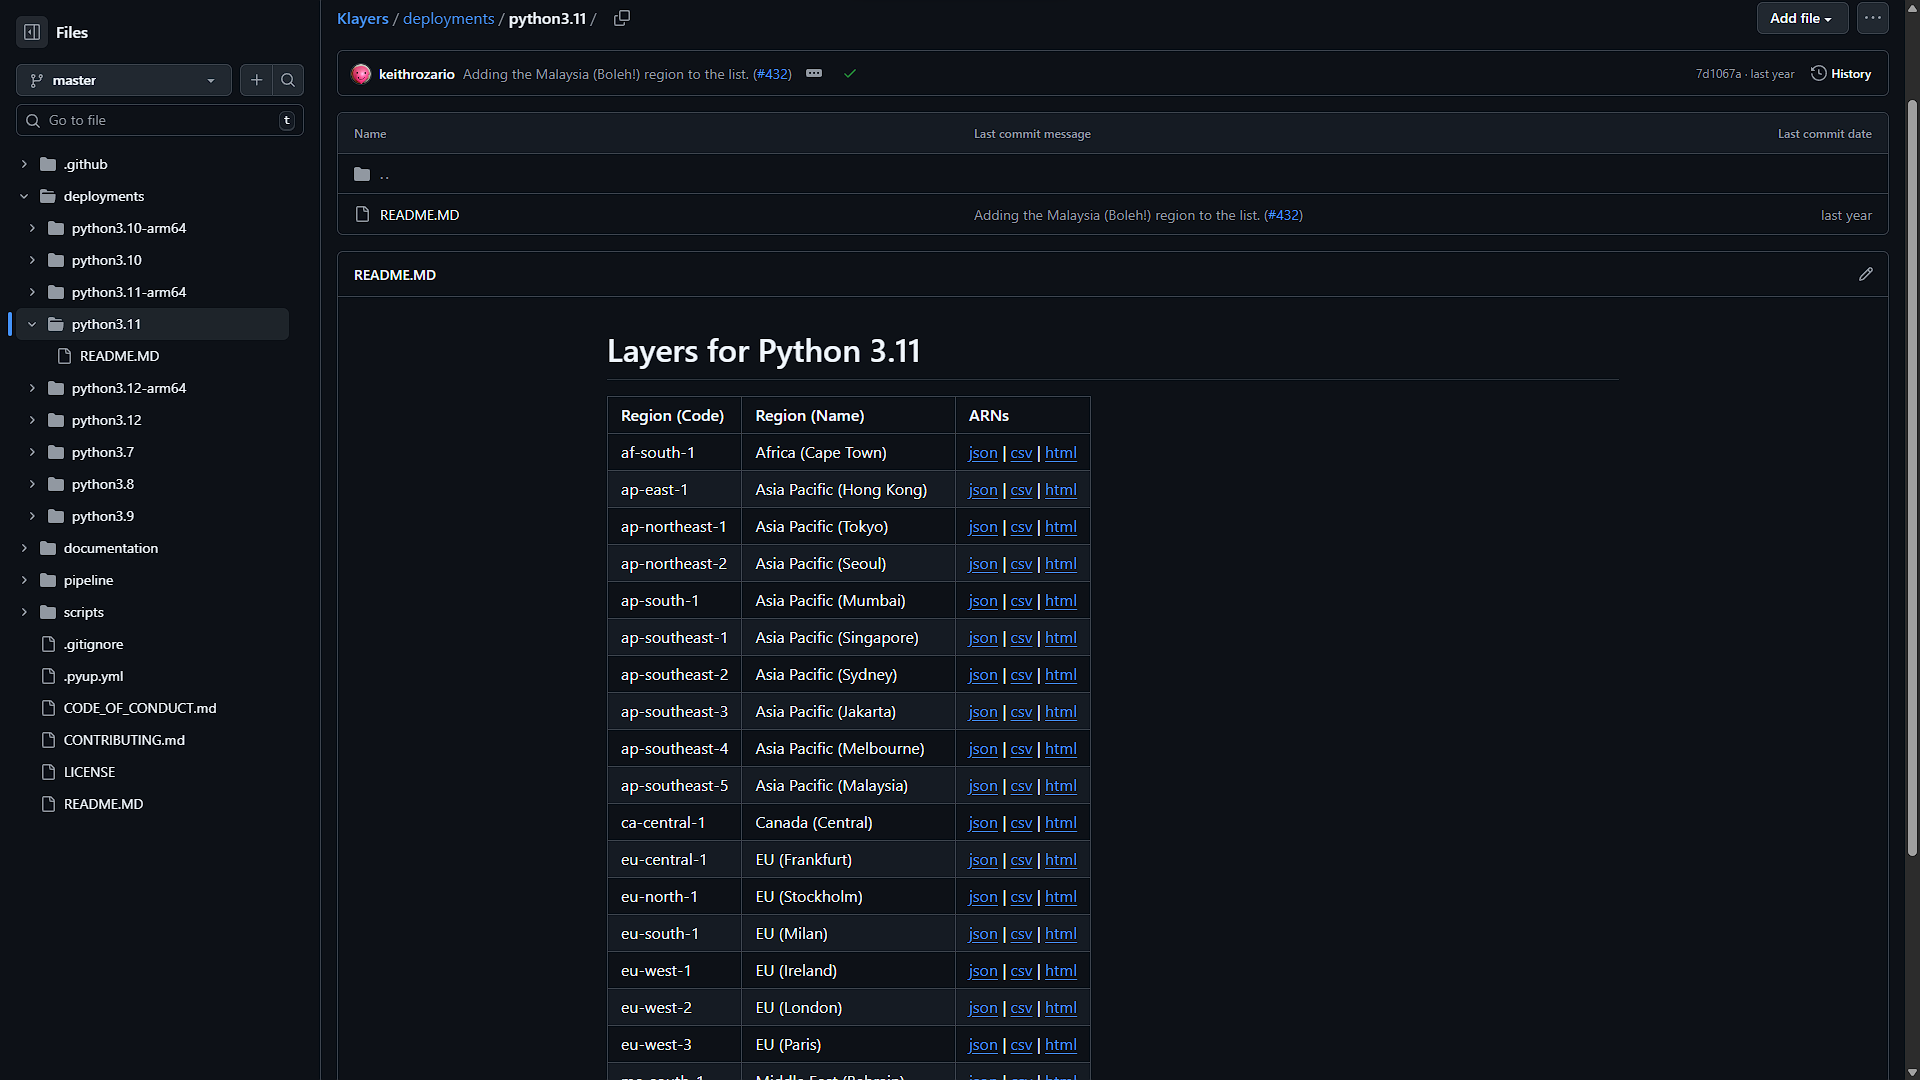 Files
master
Go to file
t
.github
deployments
python3.10-arm64
python3.10
python3.11-arm64
python3.11
README.MD
python3.12-arm64
python3.12
python3.7
python3.8
python3.9
documentation
pipeline
scripts
.gitignore
.pyup.yml
CODE_OF_CONDUCT.md
CONTRIBUTING.md
LICENSE
README.MD
Klayers / deployments / python3.11 /
Add file
keithrozario Adding the Malaysia (Boleh!) region to the list. (#432)
7d1067a · last year History
Name Last commit message Last commit date
..
README.MD Adding the Malaysia (Boleh!) region to the list. (#432) last year
README.MD
Layers for Python 3.11
Region (Code) Region (Name) ARNs
af-south-1 Africa (Cape Town) json | csv | html
ap-east-1 Asia Pacific (Hong Kong) json | csv | html
ap-northeast-1 Asia Pacific (Tokyo) json | csv | html
ap-northeast-2 Asia Pacific (Seoul) json | csv | html
ap-south-1 Asia Pacific (Mumbai) json | csv | html
ap-southeast-1 Asia Pacific (Singapore) json | csv | html
ap-southeast-2 Asia Pacific (Sydney) json | csv | html
ap-southeast-3 Asia Pacific (Jakarta) json | csv | html
ap-southeast-4 Asia Pacific (Melbourne) json | csv | html
ap-southeast-5 Asia Pacific (Malaysia) json | csv | html
ca-central-1 Canada (Central) json | csv | html
eu-central-1 EU (Frankfurt) json | csv | html
eu-north-1 EU (Stockholm) json | csv | html
eu-south-1 EU (Milan) json | csv | html
eu-west-1 EU (Ireland) json | csv | html
eu-west-2 EU (London) json | csv | html
eu-west-3 EU (Paris) json | csv | html